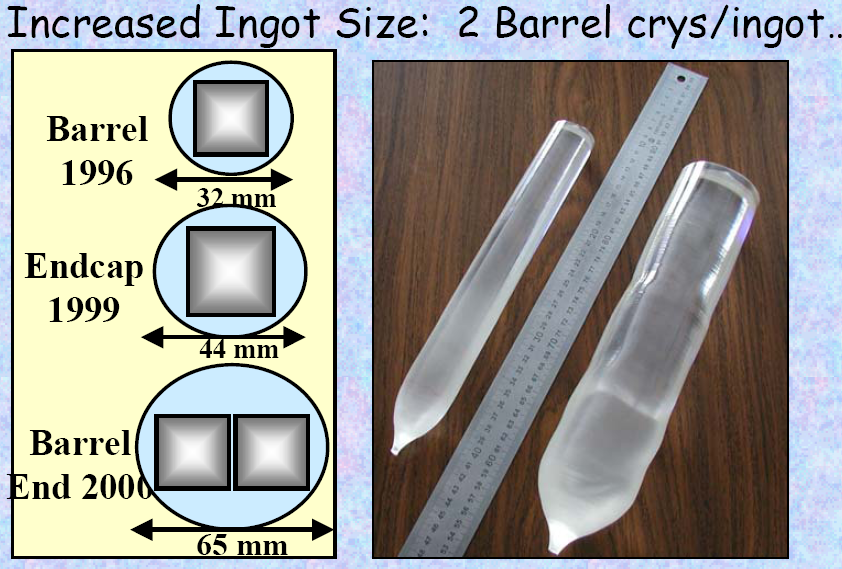 Increased Ingot Size: 2 Barrel crys/ingot..
Barrel
1996
32 mm
Endcap
1999
44 mm
Barrel
End 2000
65 mm